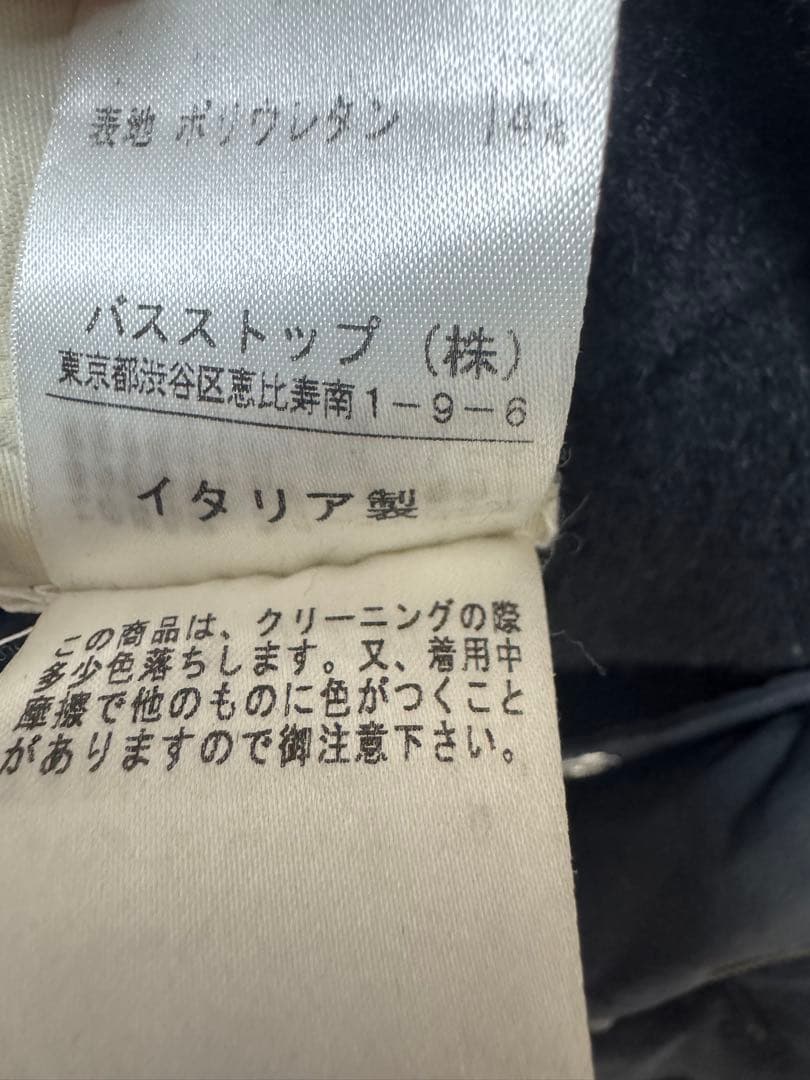 表地 ポリウレタン 14%
バスストップ (株)
東京都渋谷区恵比寿南1-9-6
イタリア製
この商品は、クリーニングの際
多少色落ちします。又、着用中
摩擦で他のものに色がつくこと
がありますので御注意下さい。